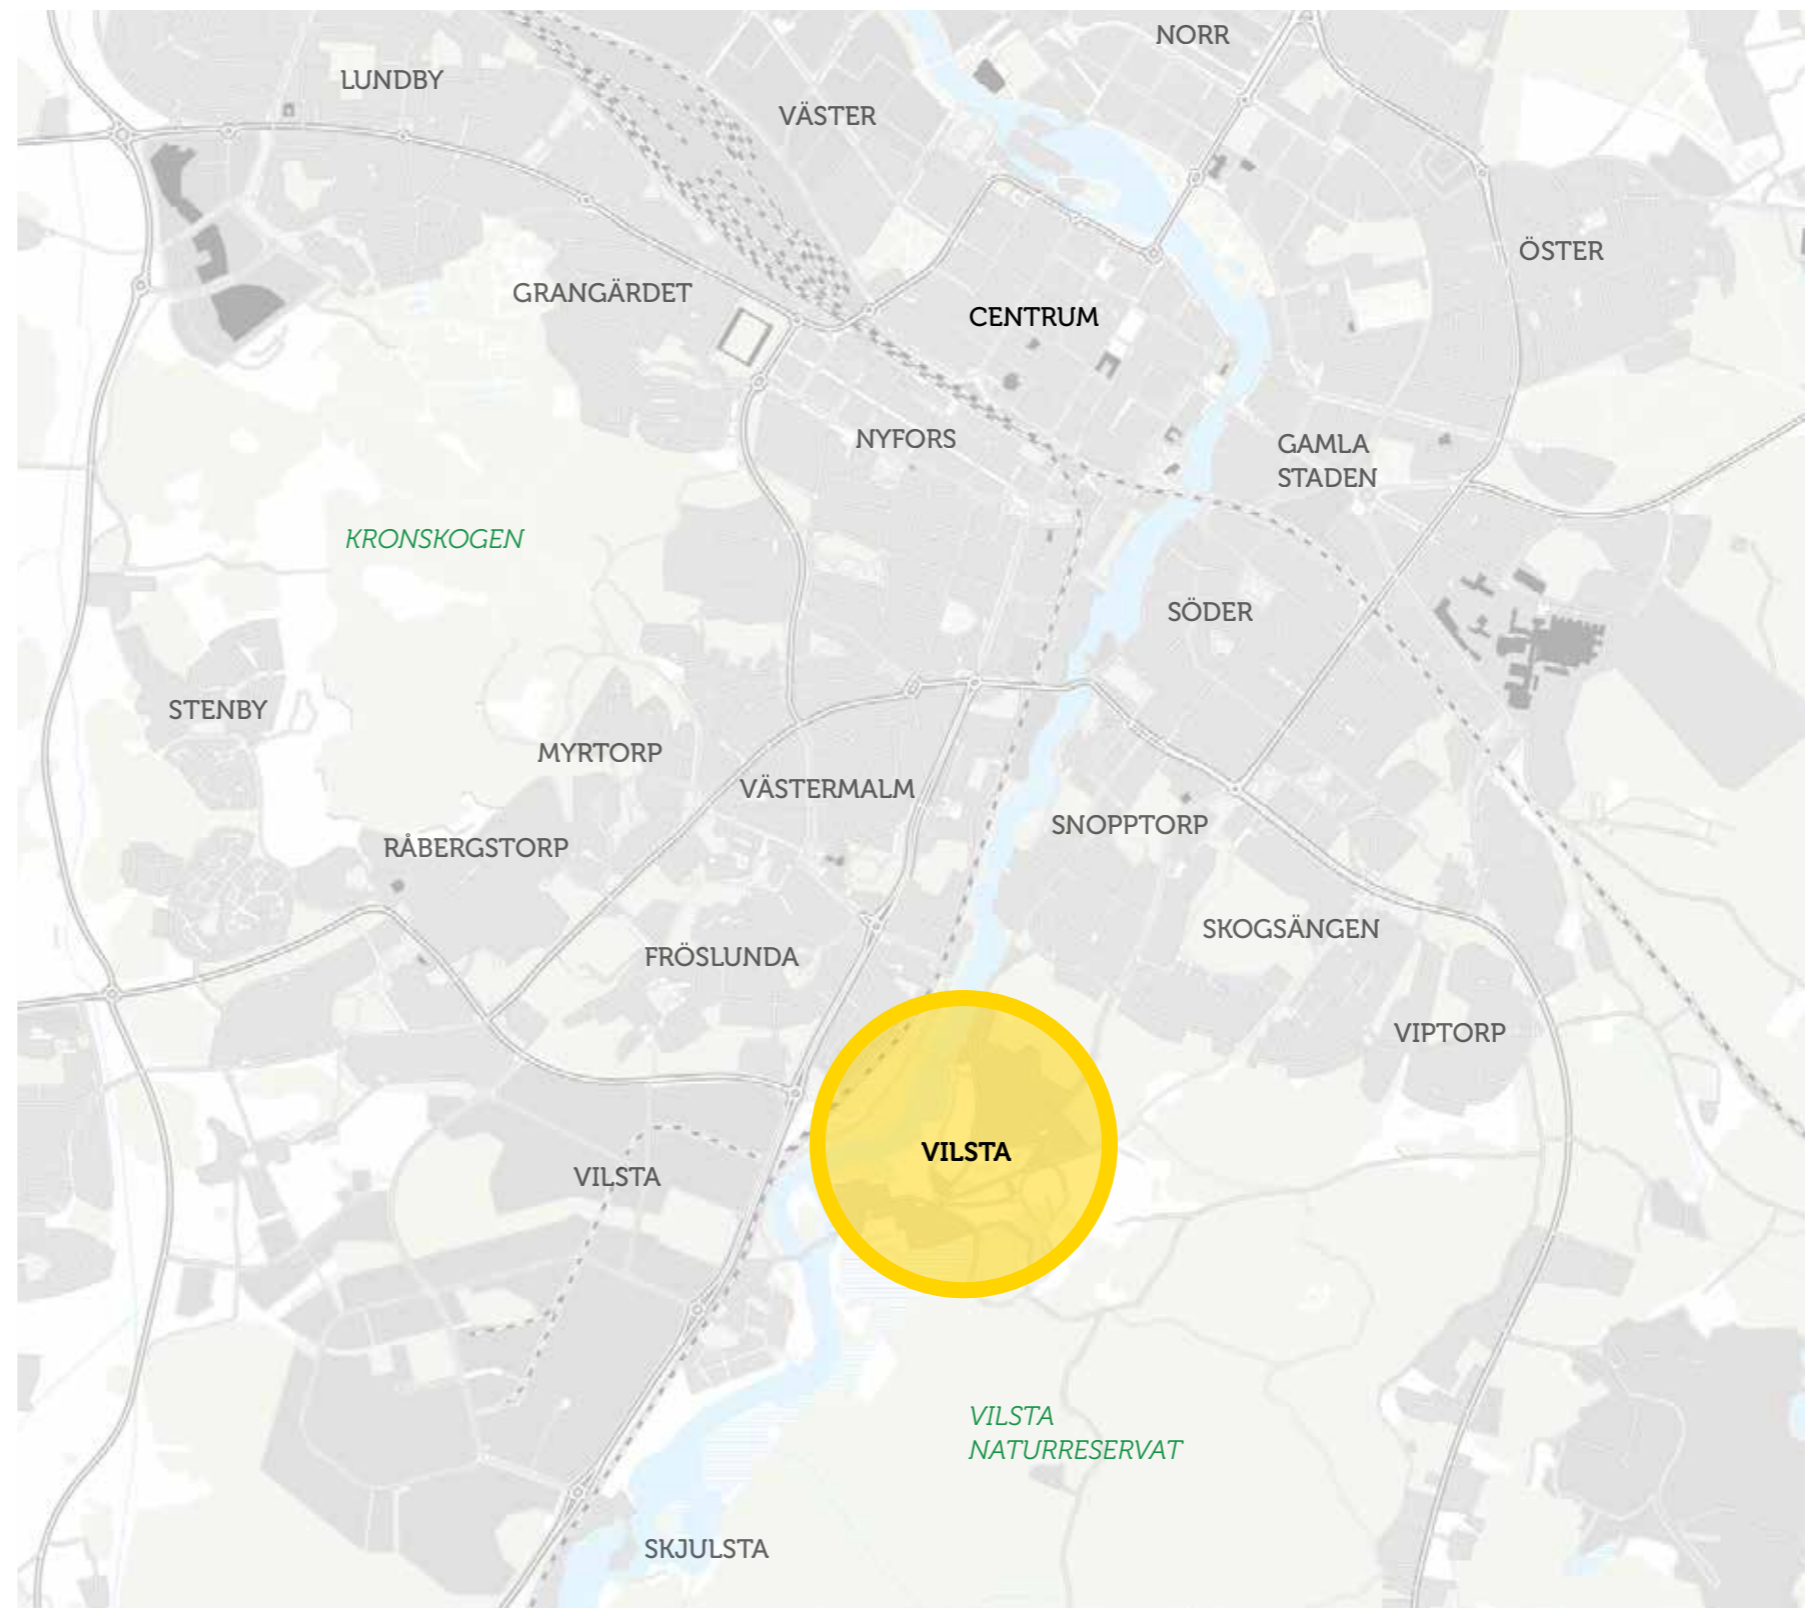 NORR
LUNDBY
VÄSTER
ÖSTER
GRANGÄRDET
CENTRUM
NYFORS
GAMLA
STADEN
KRONSKOGEN
SÖDER
STENBY
MYRTORP
VÄSTERMALM
SNOPPTORP
RÅBERGSTORP
SKOGSÄNGEN
FRÖSLUNDA
VIPTORP
VILSTA
VILSTA
VILSTA
NATURRESERVAT
SKJULSTA